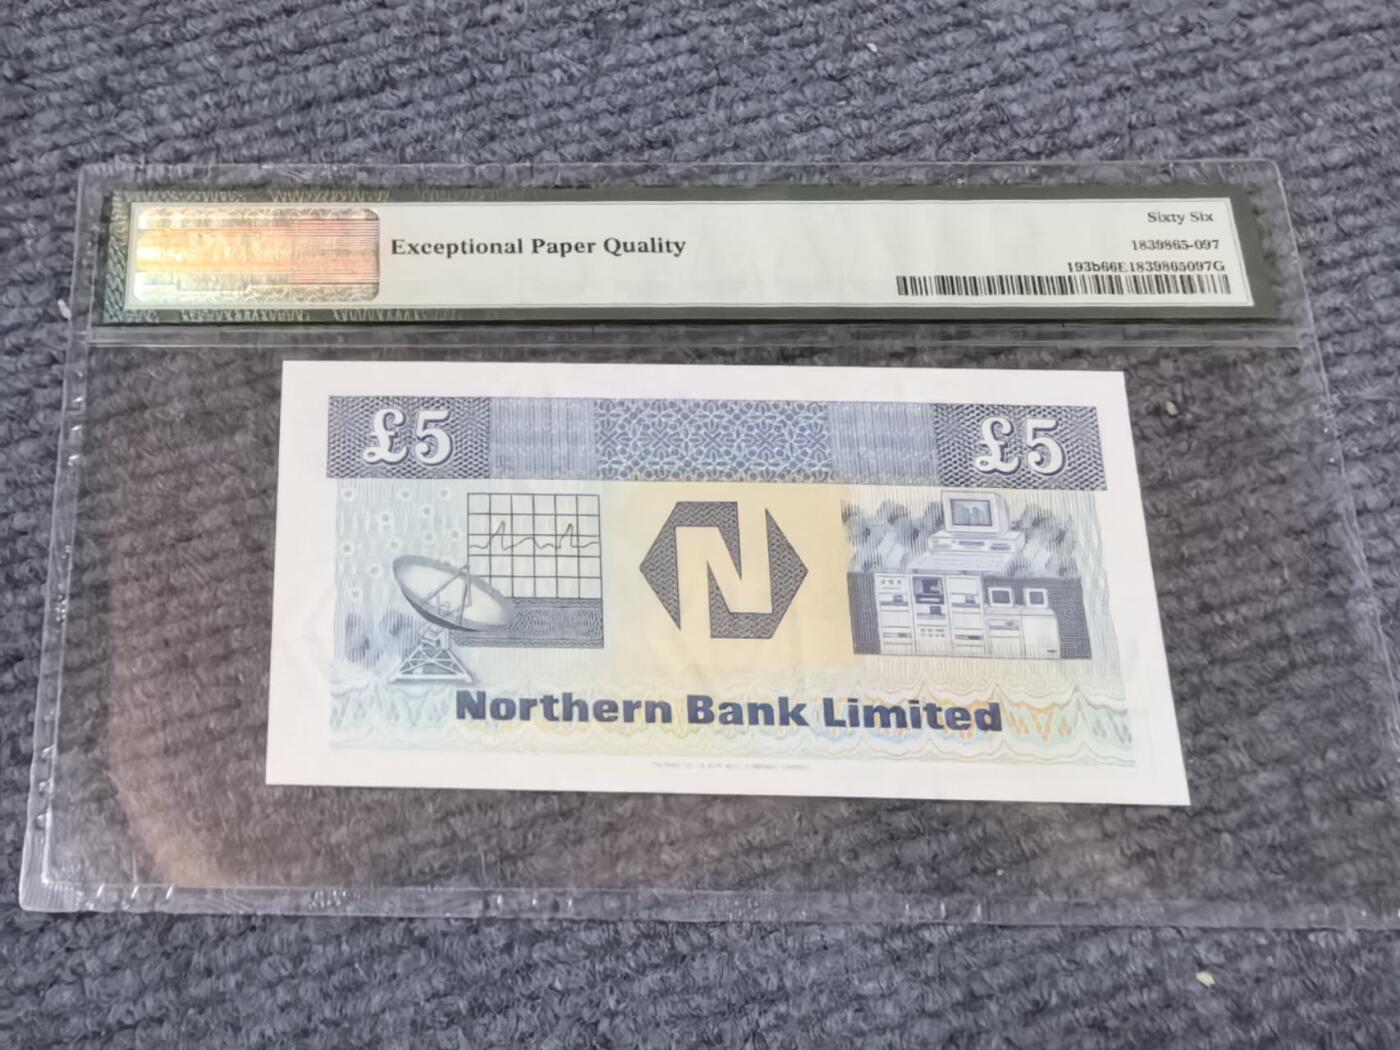 Sixty Six
Exceptional Paper Quality
1839865-097
193b66E1839865097G
£5
£5
N
Northern Bank Limited